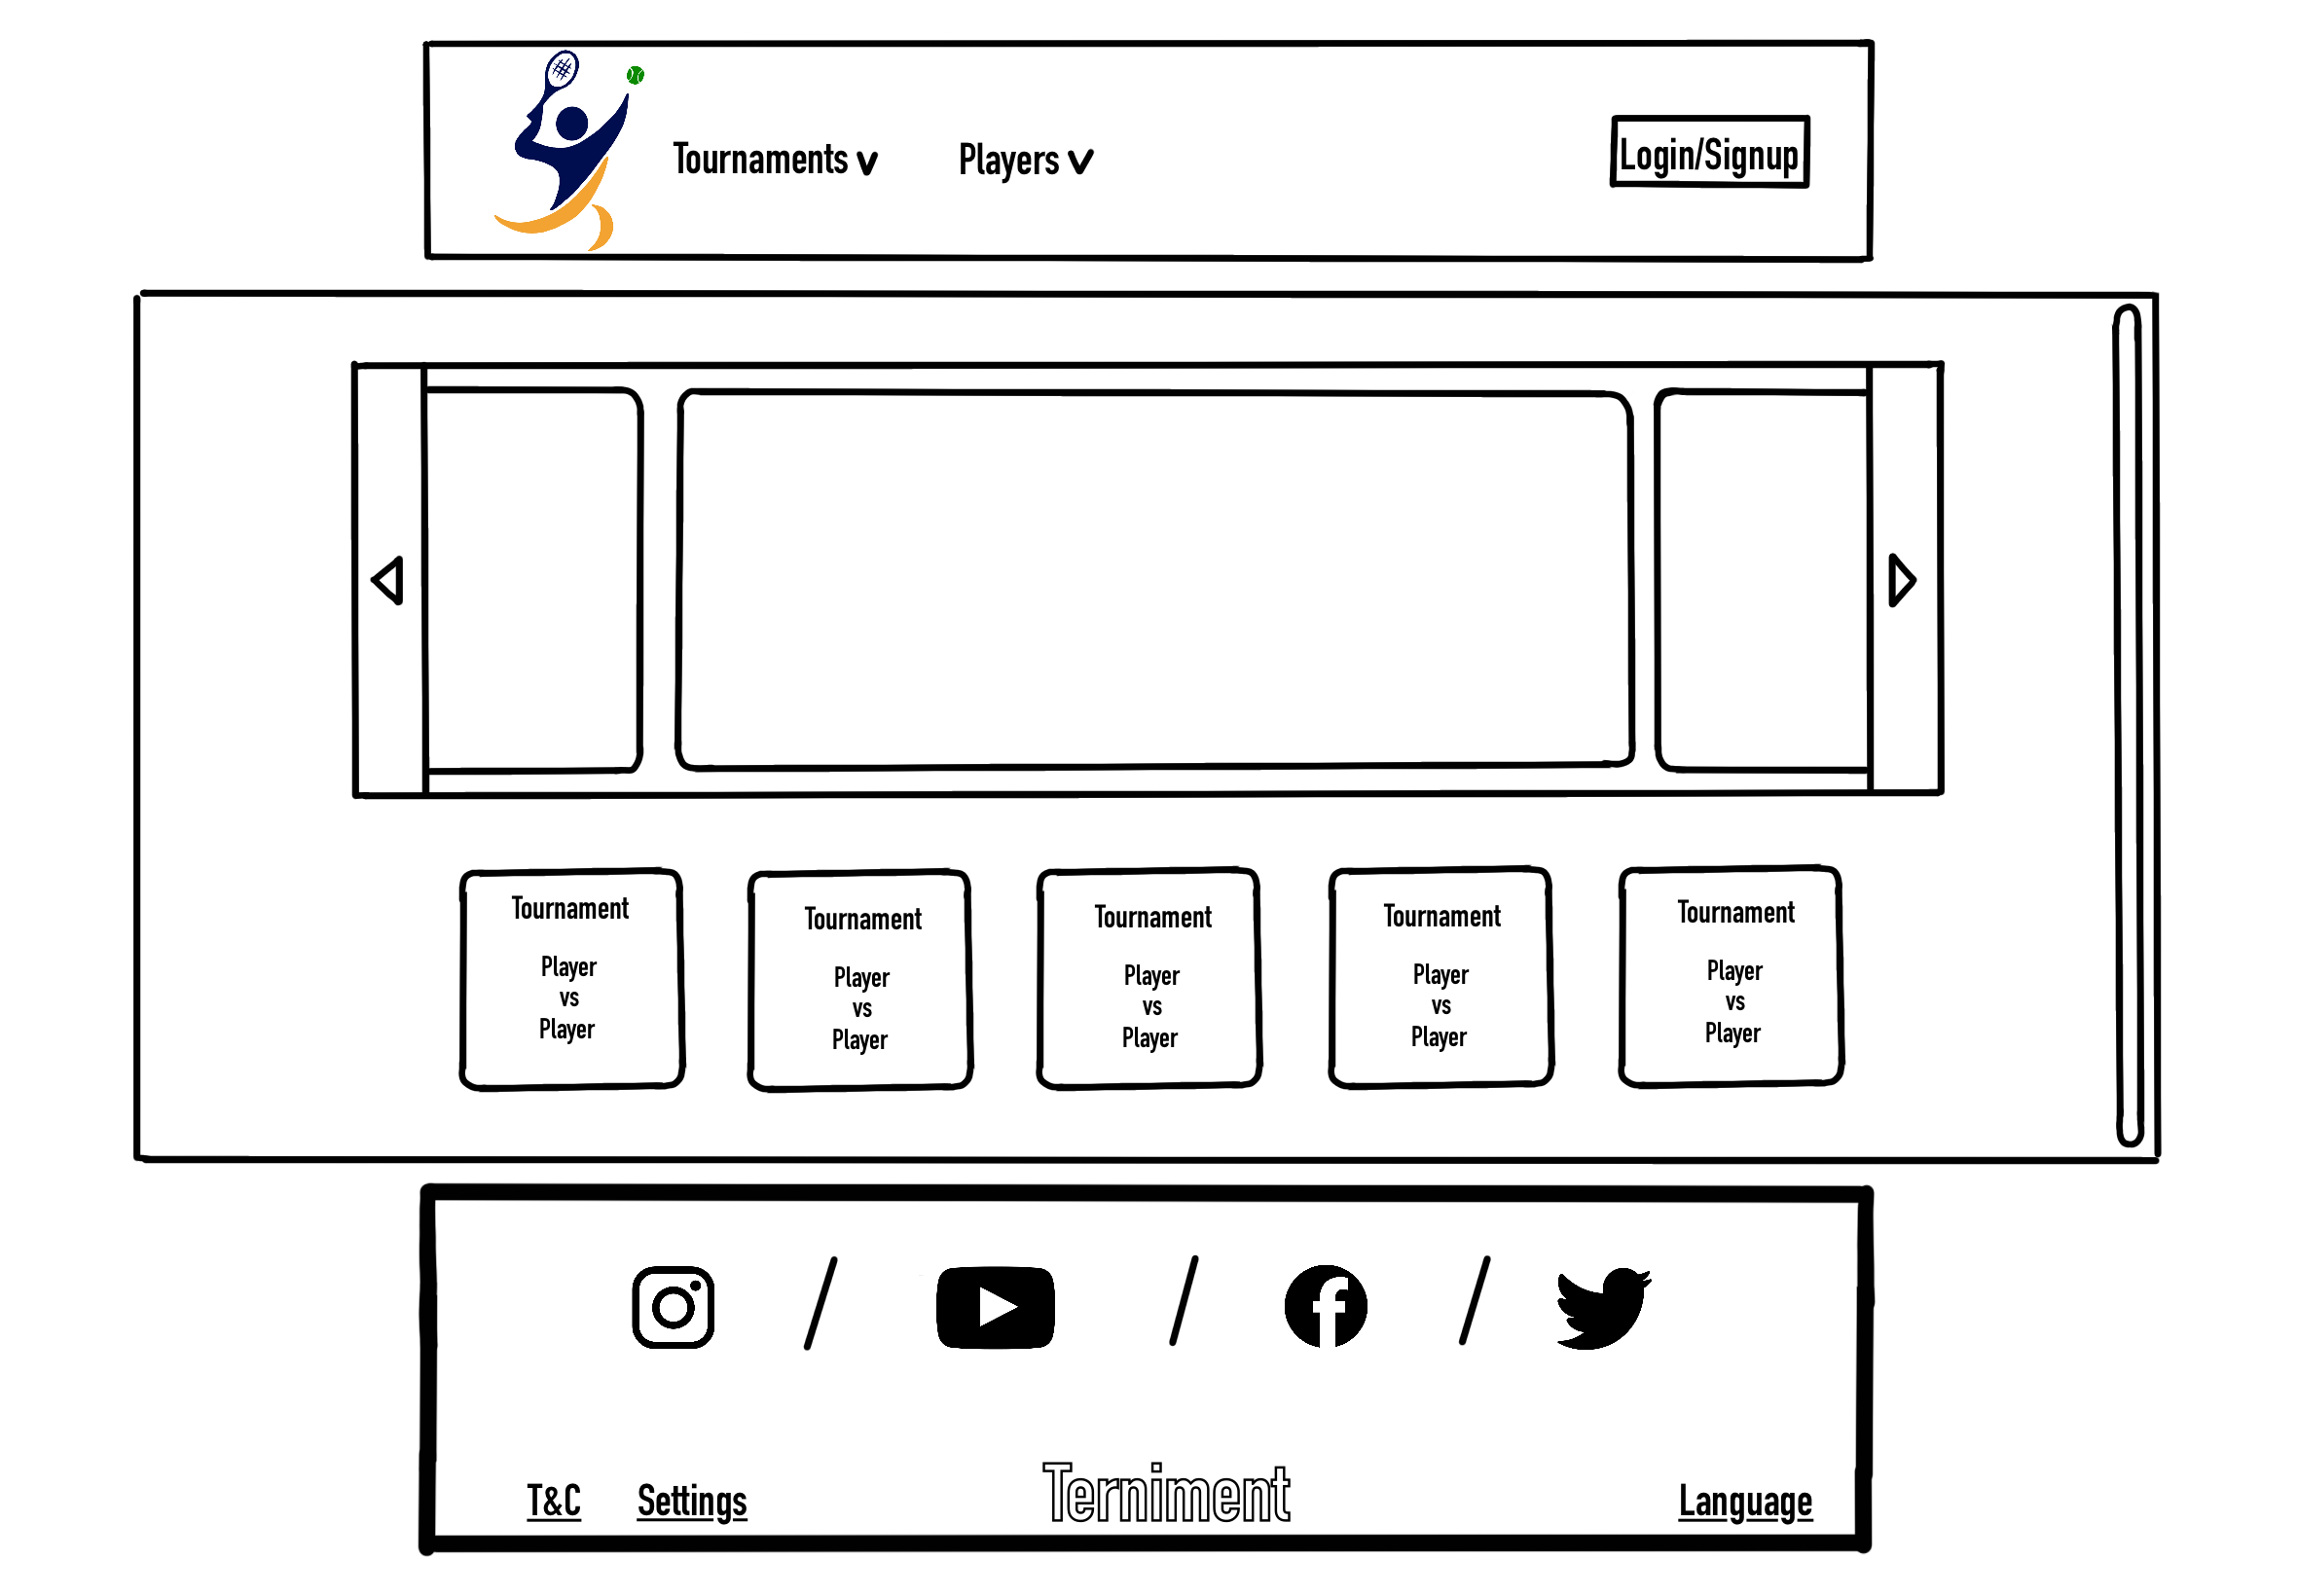 Tournaments v
Players v
Login/Signup
Tournament
Player
vs
Player
Tournament
Player
vs
Player
Tournament
Player
vs
Player
Tournament
Player
vs
Player
Tournament
Player
vs
Player
/ / /
T&C
Settings
Terniment
Language